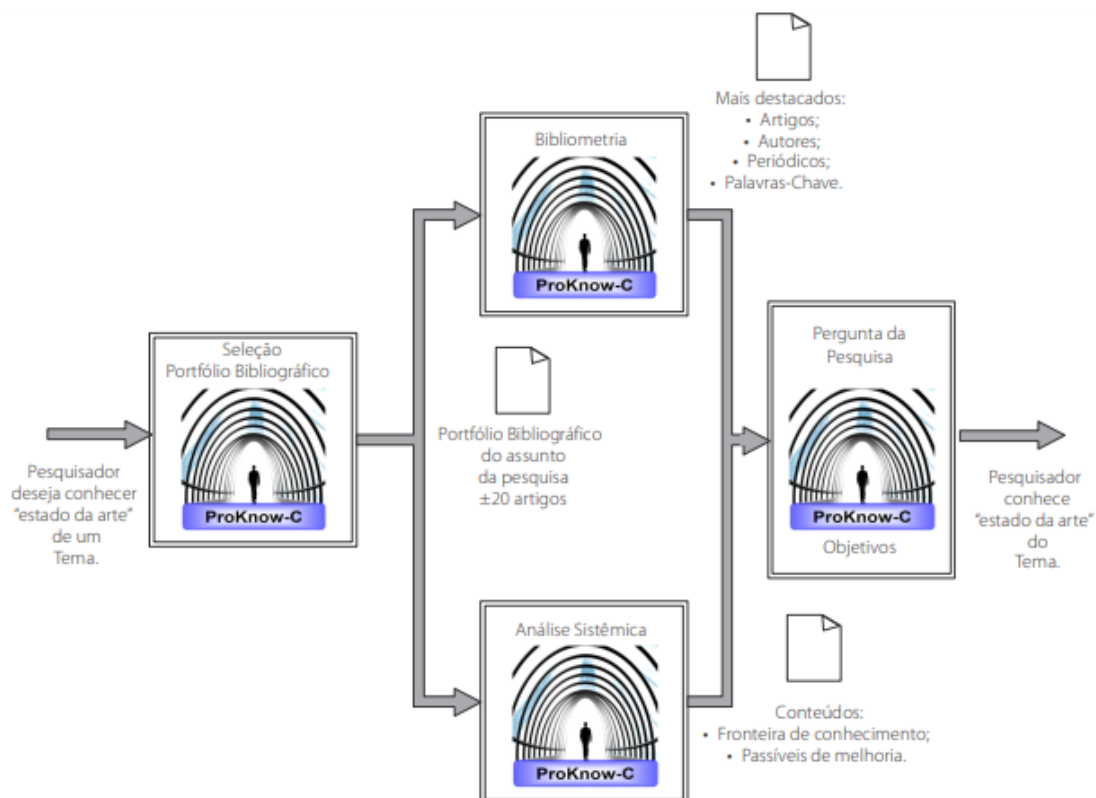 Pesquisador
deseja conhecer
“estado da arte”
de um
Tema.
Seleção
Portfólio Bibliográfico
ProKnow-C
Bibliometria
ProKnow-C
Portfólio Bibliográfico
do assunto
da pesquisa
±20 artigos
Análise Sistêmica
ProKnow-C
Mais destacados:
• Artigos;
• Autores;
• Periódicos;
• Palavras-Chave.
Pergunta da
Pesquisa
ProKnow-C
Objetivos
Conteúdos:
• Fronteira de conhecimento;
• Passíveis de melhoria.
Pesquisador
conhece
“estado da arte”
do
Tema.